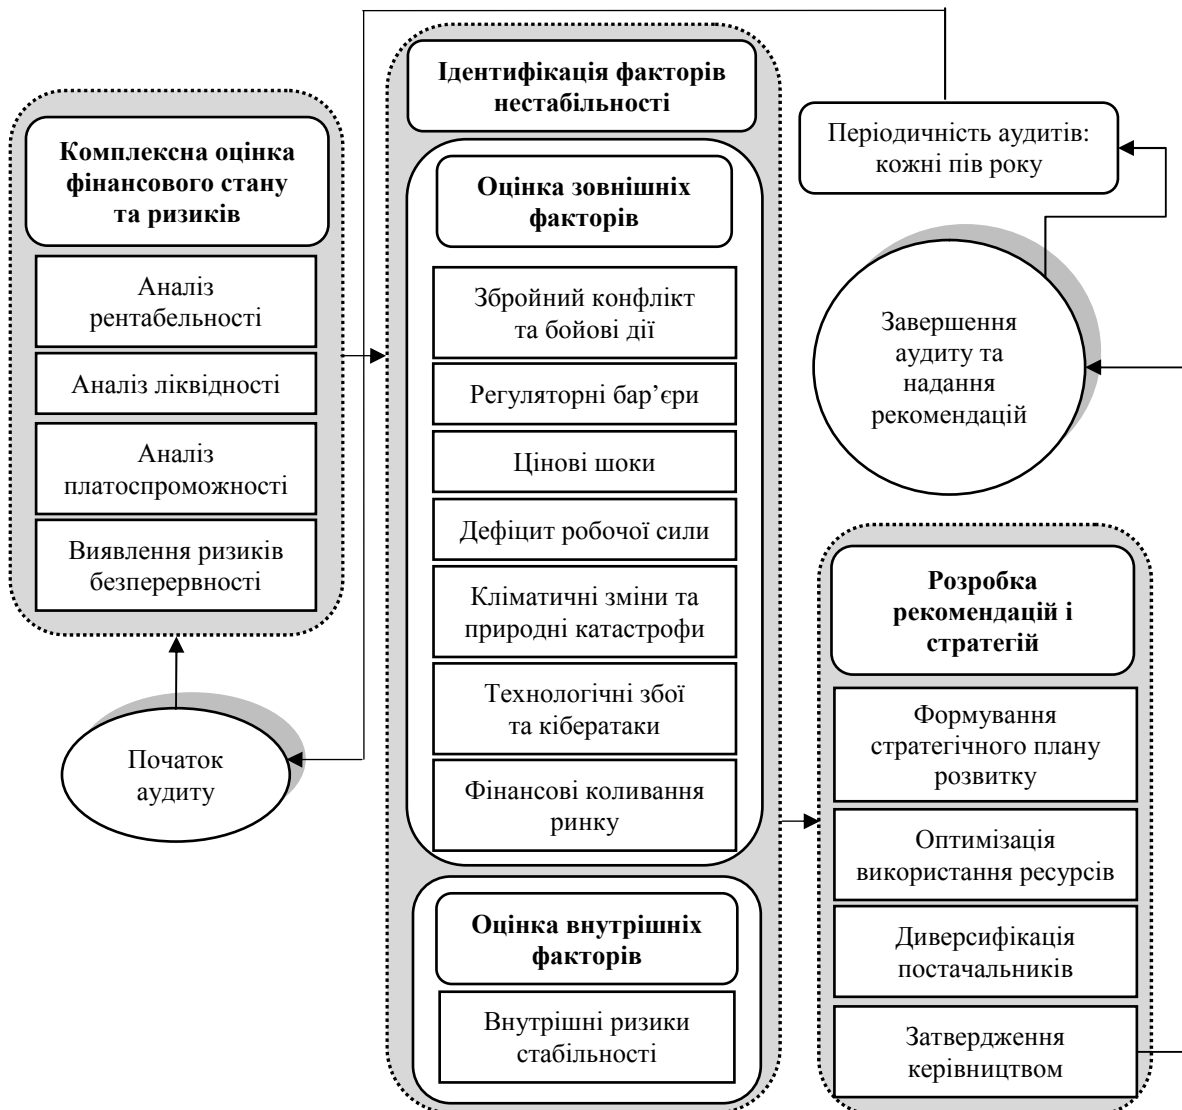 Комплексна оцінка
фінансового стану
та ризиків
Аналіз
рентабельності
Аналіз ліквідності
Аналіз
платоспроможності
Виявлення ризиків
безперервності
Початок
аудиту
Ідентифікація факторів
нестабільності
Оцінка зовнішніх
факторів
Збройний конфлікт
та бойові дії
Регуляторні бар’єри
Цінові шоки
Дефіцит робочої сили
Кліматичні зміни та
природні катастрофи
Технологічні збої
та кібератаки
Фінансові коливання
ринку
Оцінка внутрішніх
факторів
Внутрішні ризики
стабільності
Періодичність аудитів:
кожні пів року
Завершення
аудиту та
надання
рекомендацій
Розробка
рекомендацій і
стратегій
Формування
стратегічного плану
розвитку
Оптимізація
використання ресурсів
Диверсифікація
постачальників
Затвердження
керівництвом